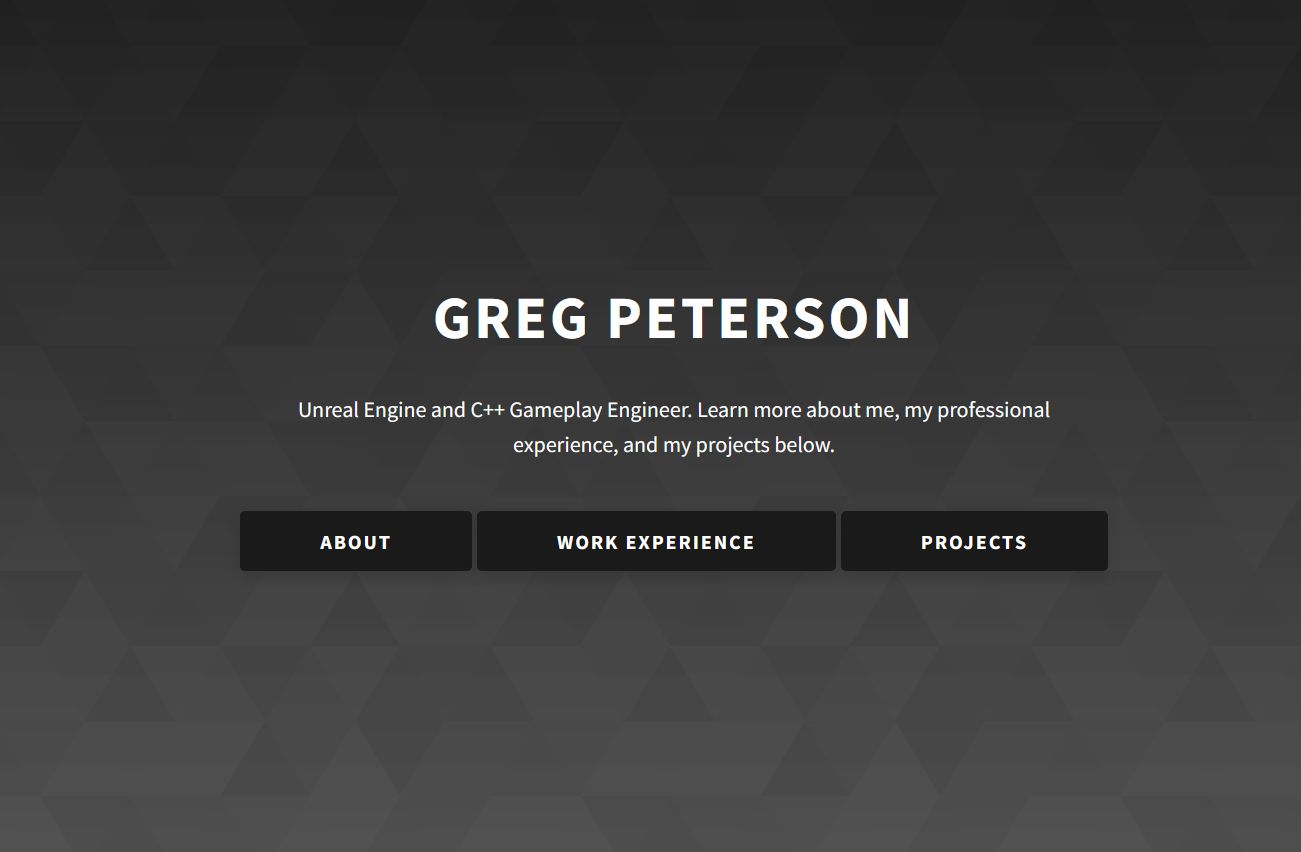 GREG PETERSON
Unreal Engine and C++ Gameplay Engineer. Learn more about me, my professional
experience, and my projects below.
ABOUT WORK EXPERIENCE PROJECTS